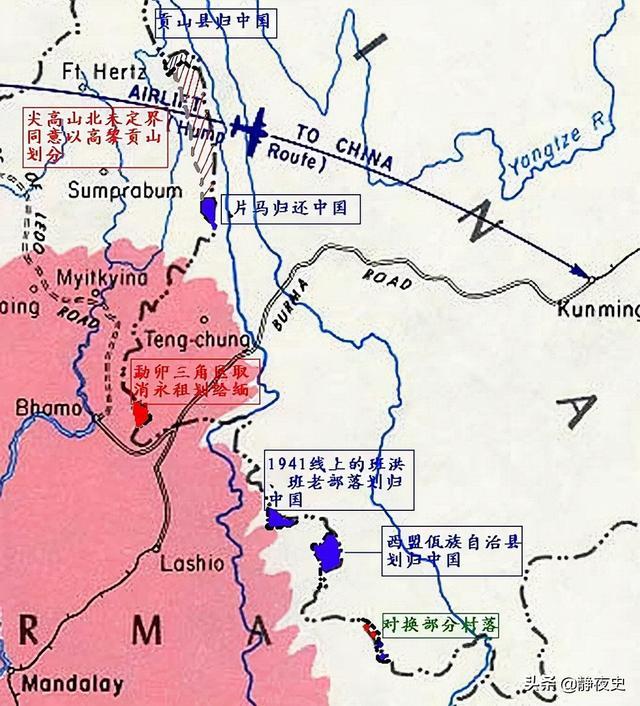 贡山县归中国
Ft Hertz
AIRLIFT
(Hump
TO CHINA
Route)
I
尖高山北未定界
同意以高黎贡山
划分
Yangtze R.
Sumprabum
片马归还中国
OF
LEDO
N
Myitkyina
aing
ROAD
BURMA
ROAD
Kunming
Teng-chung
勐卯三角区取
消永租划给缅
Bhamo
A
1941线上的班洪
、班老部落划归
中国
西盟佤族自治县
划归中国
Lashio
R M A
对换部分村落
Mandalay
头条 @静夜史